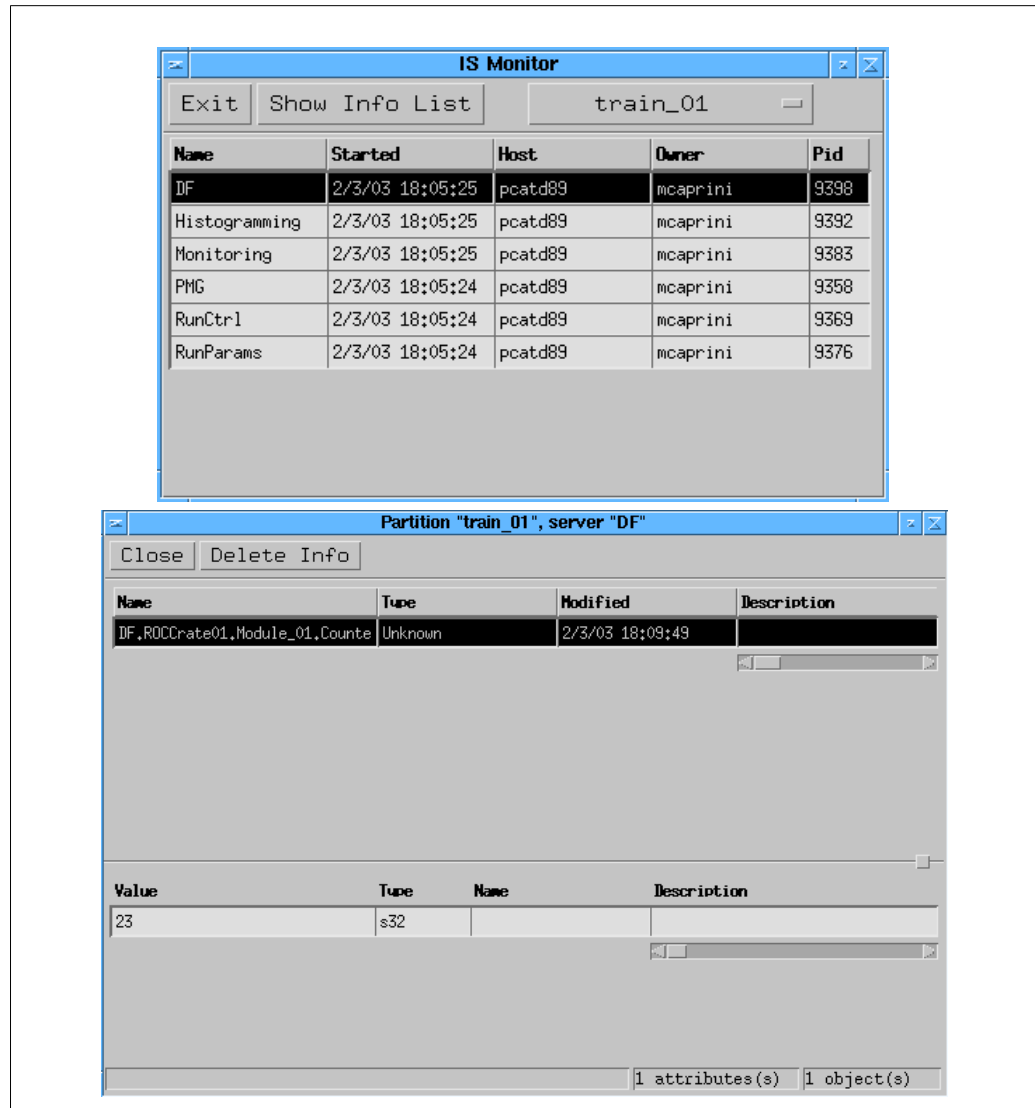 IS Monitor
Exit Show Info List train_01
Name Started Host Owner Pid
DF 2/3/03 18:05:25 pcatd89 mcaprini 9398
Histogramming 2/3/03 18:05:25 pcatd89 mcaprini 9392
Monitoring 2/3/03 18:05:25 pcatd89 mcaprini 9383
PMG 2/3/03 18:05:24 pcatd89 mcaprini 9358
RunCtrl 2/3/03 18:05:24 pcatd89 mcaprini 9369
RunParams 2/3/03 18:05:24 pcatd89 mcaprini 9376
Partition "train_01", server "DF"
Close Delete Info
Name Type Modified Description
DF.ROCCrate01.Module_01.Counte Unknown 2/3/03 18:09:49
Value Type Name Description
23 s32
1 attributes(s) 1 object(s)